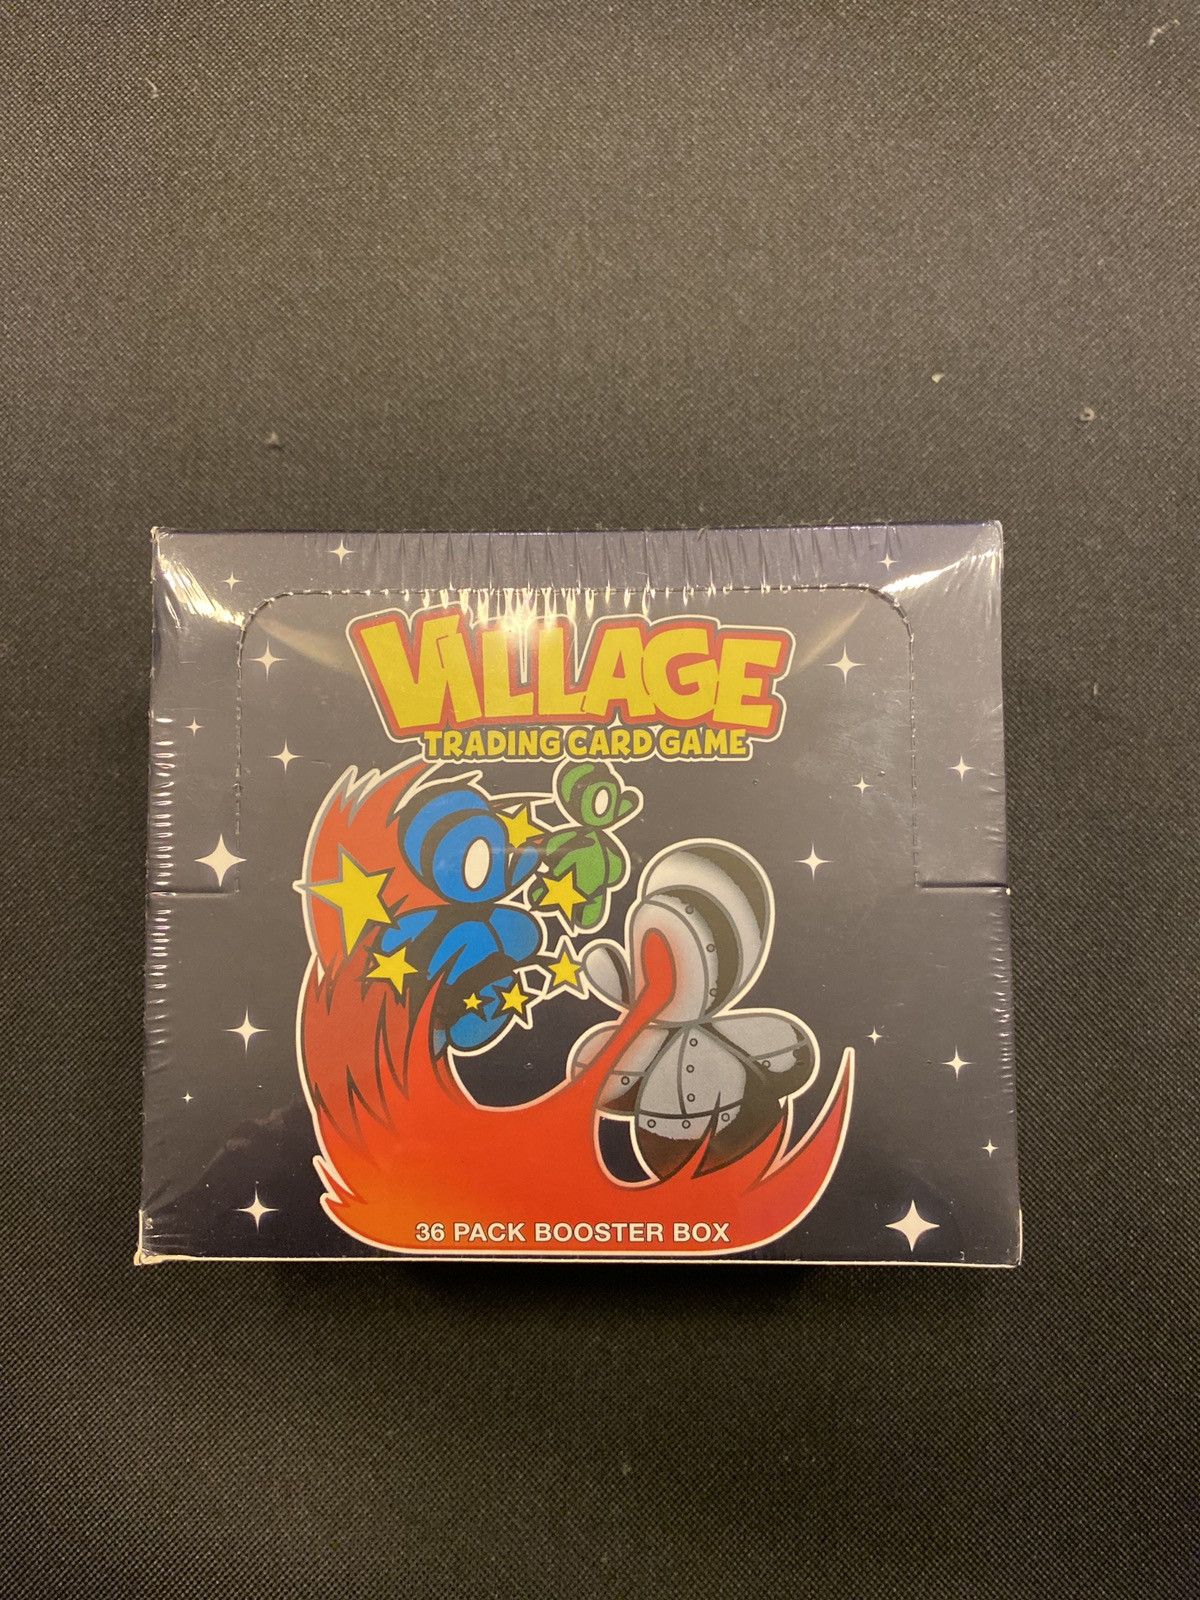 VILLAGE
TRADING CARD GAME
36 PACK BOOSTER BOX